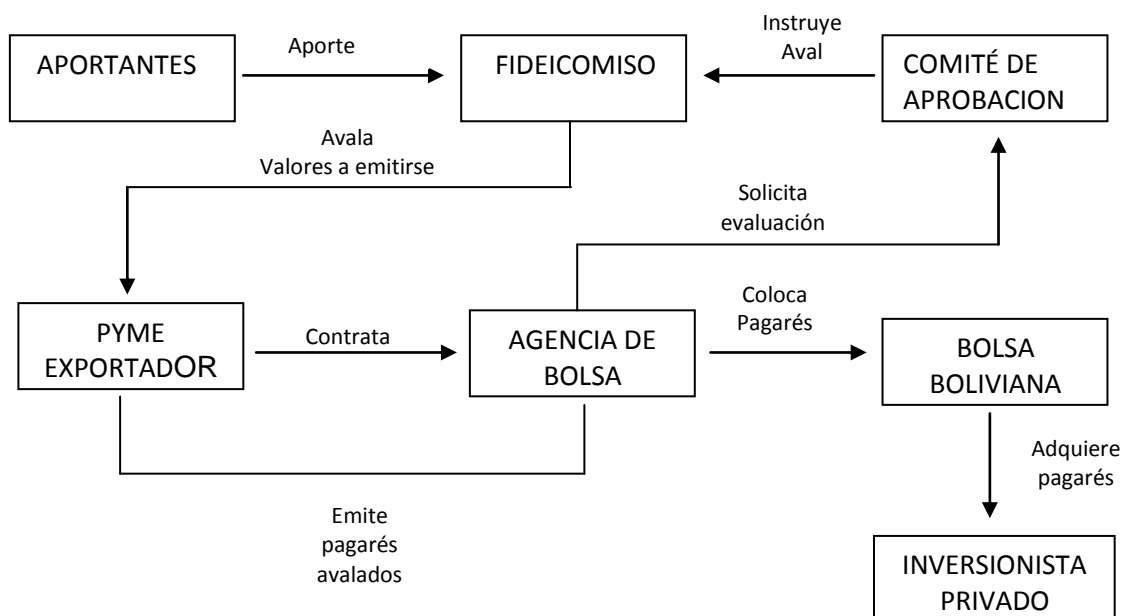 APORTANTES
Aporte
FIDEICOMISO
Instruye
Aval
COMITÉ DE
APROBACION
Avala
Valores a emitirse
Solicita
evaluación
PYME
EXPORTADOR
Contrata
AGENCIA DE
BOLSA
Coloca
Pagarés
BOLSA
BOLIVIANA
Emite
pagarés
avalados
Adquiere
pagarés
INVERSIONISTA
PRIVADO